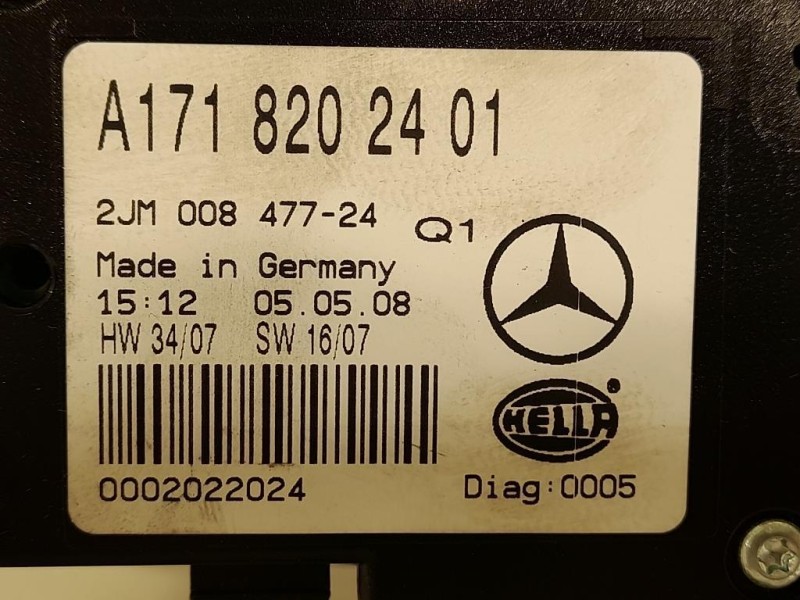 A171 820 24 01
2JM 008 477-24 Q1
Made in Germany
15:12 05.05.08
HW 34/07 SW 16/07
HELLA ®
0002022024 Diag:0005